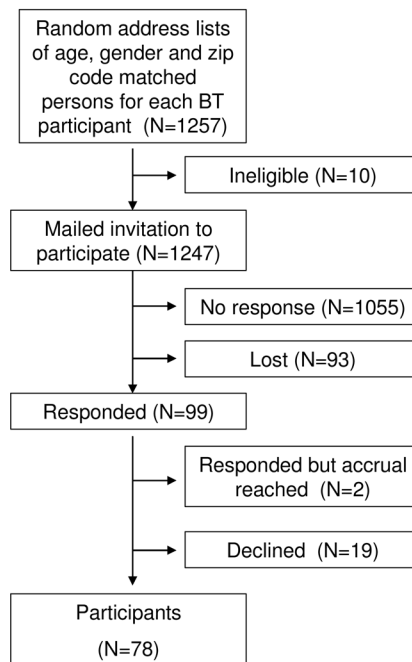 Random address lists
of age, gender and zip
code matched
persons for each BT
participant (N=1257)
Ineligible (N=10)
Mailed invitation to
participate (N=1247)
No response (N=1055)
Lost (N=93)
Responded (N=99)
Responded but accrual
reached (N=2)
Declined (N=19)
Participants
(N=78)